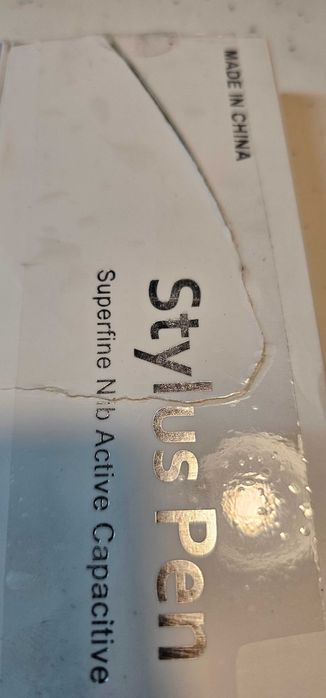 MADE IN CHINA
Stylus Pen
Superfine Nib Active Capacitive